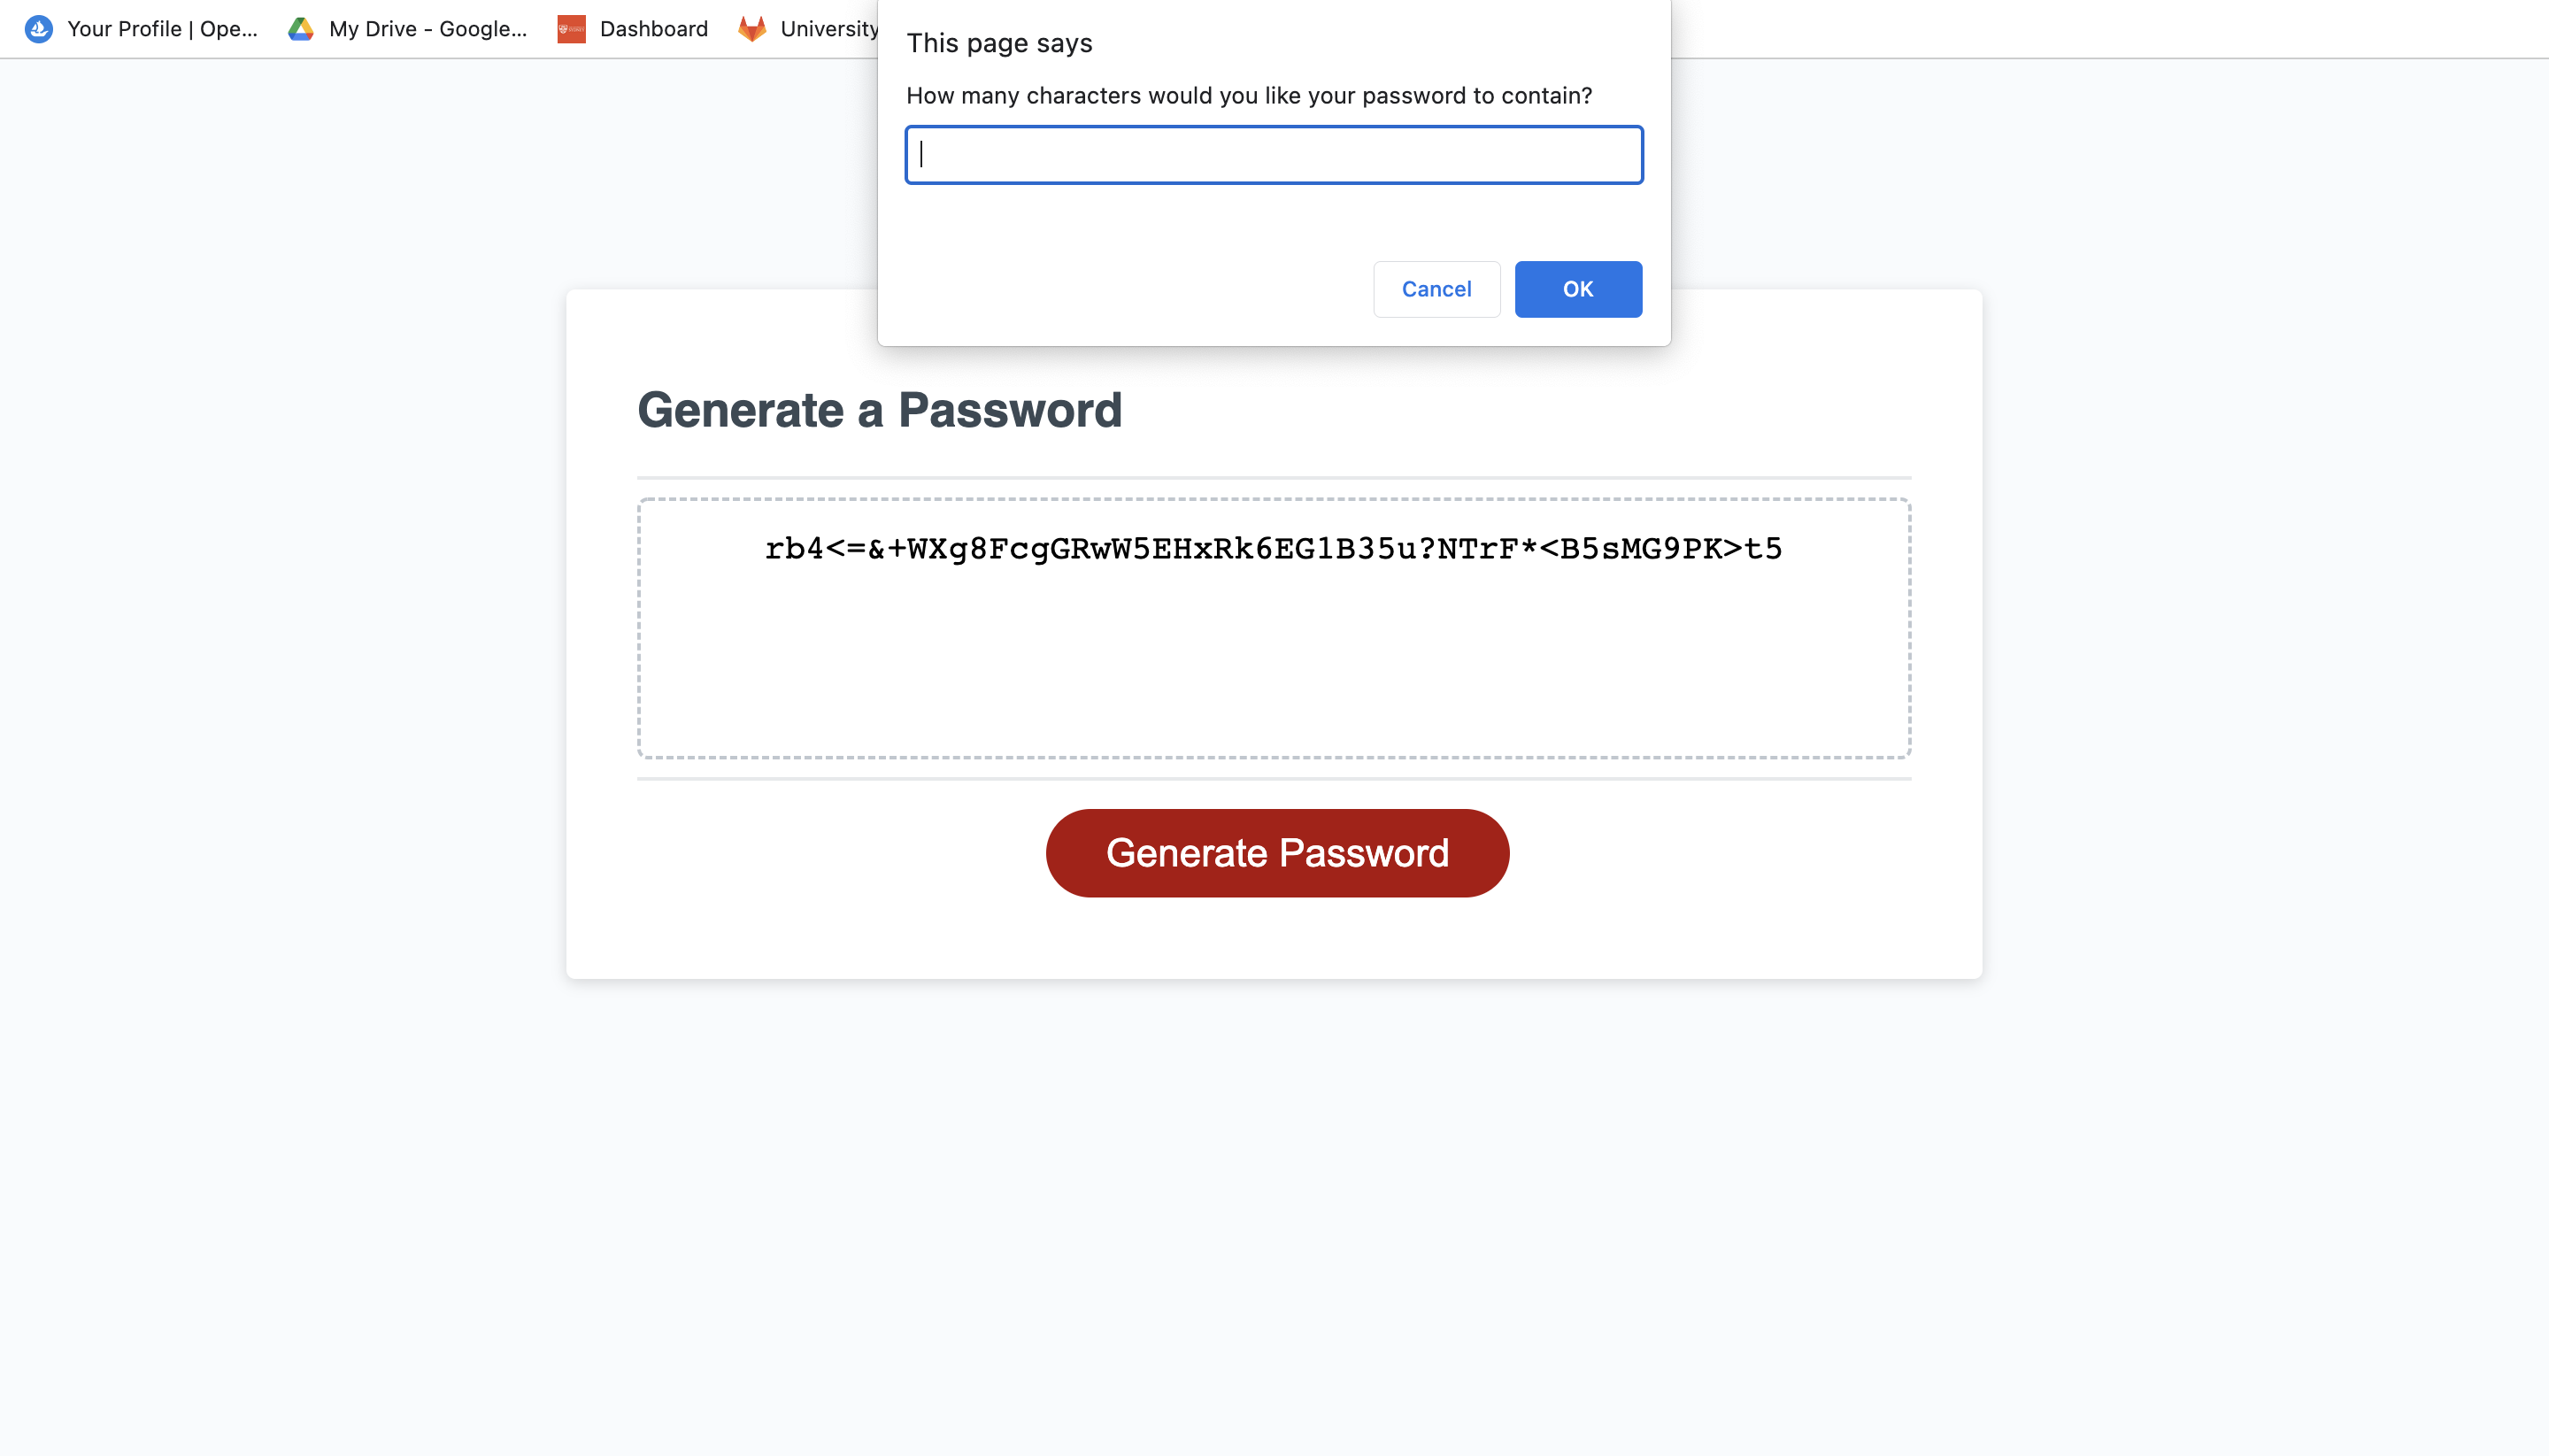 Your Profile | Ope...
My Drive - Google...
Dashboard
University
This page says
How many characters would you like your password to contain?
Cancel
OK
Generate a Password
rb4<=&+WXg8FcgGRwW5EHxRk6EG1B35u?NTrF*<B5sMG9PK>t5
Generate Password